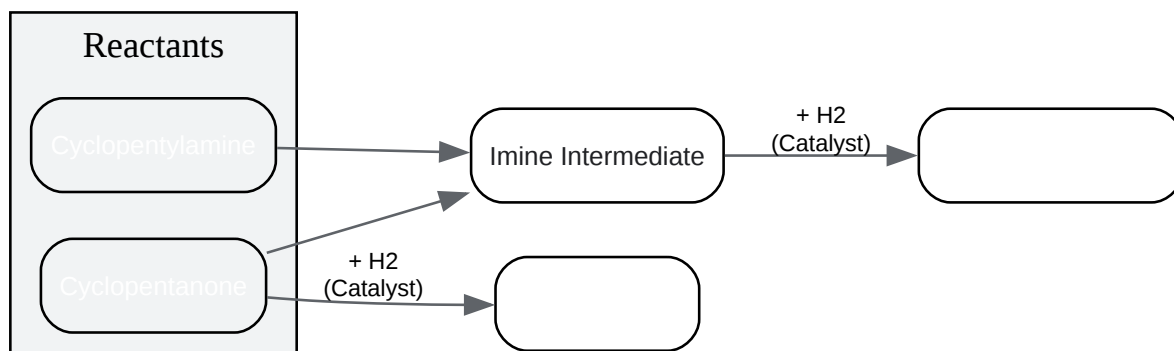 Reactants
Cyclopentylamine
Imine Intermediate
+ H2
(Catalyst)
Cyclopentanone
+ H2
(Catalyst)